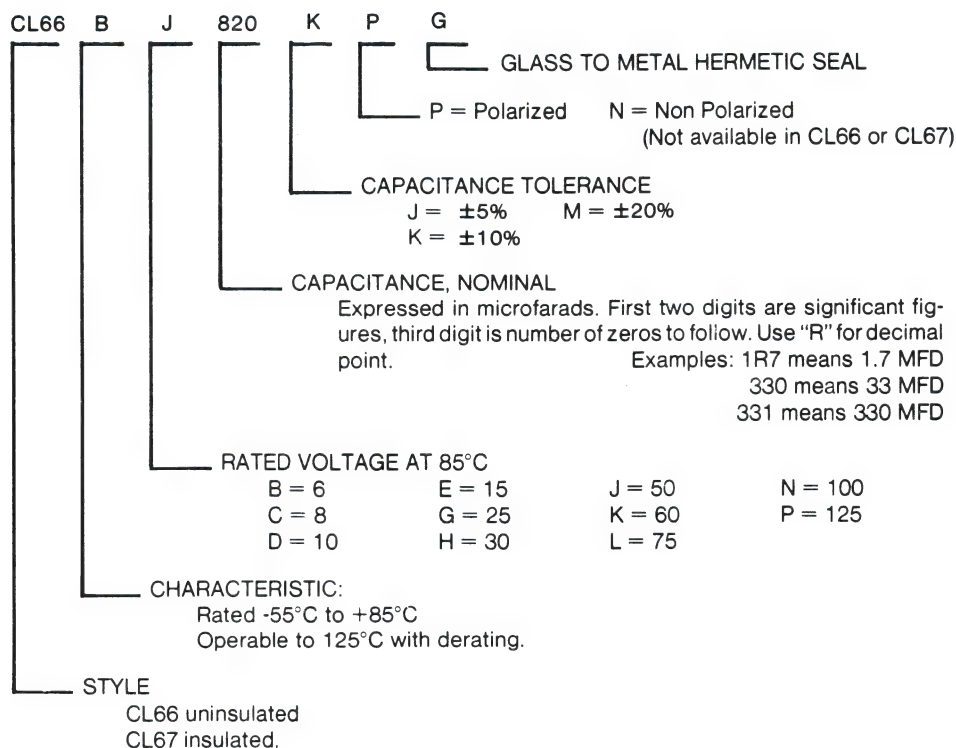 CL66 B J 820 K P G
GLASS TO METAL HERMETIC SEAL
P = Polarized N = Non Polarized
(Not available in CL66 or CL67)
CAPACITANCE TOLERANCE
J = ±5% M = ±20%
K = ±10%
CAPACITANCE, NOMINAL
Expressed in microfarads. First two digits are significant fig-
ures, third digit is number of zeros to follow. Use "R" for decimal
point. Examples: 1R7 means 1.7 MFD
330 means 33 MFD
331 means 330 MFD
RATED VOLTAGE AT 85°C
B = 6 E = 15 J = 50 N = 100
C = 8 G = 25 K = 60 P = 125
D = 10 H = 30 L = 75
CHARACTERISTIC:
Rated -55°C to +85°C
Operable to 125°C with derating.
STYLE
CL66 uninsulated
CL67 insulated.